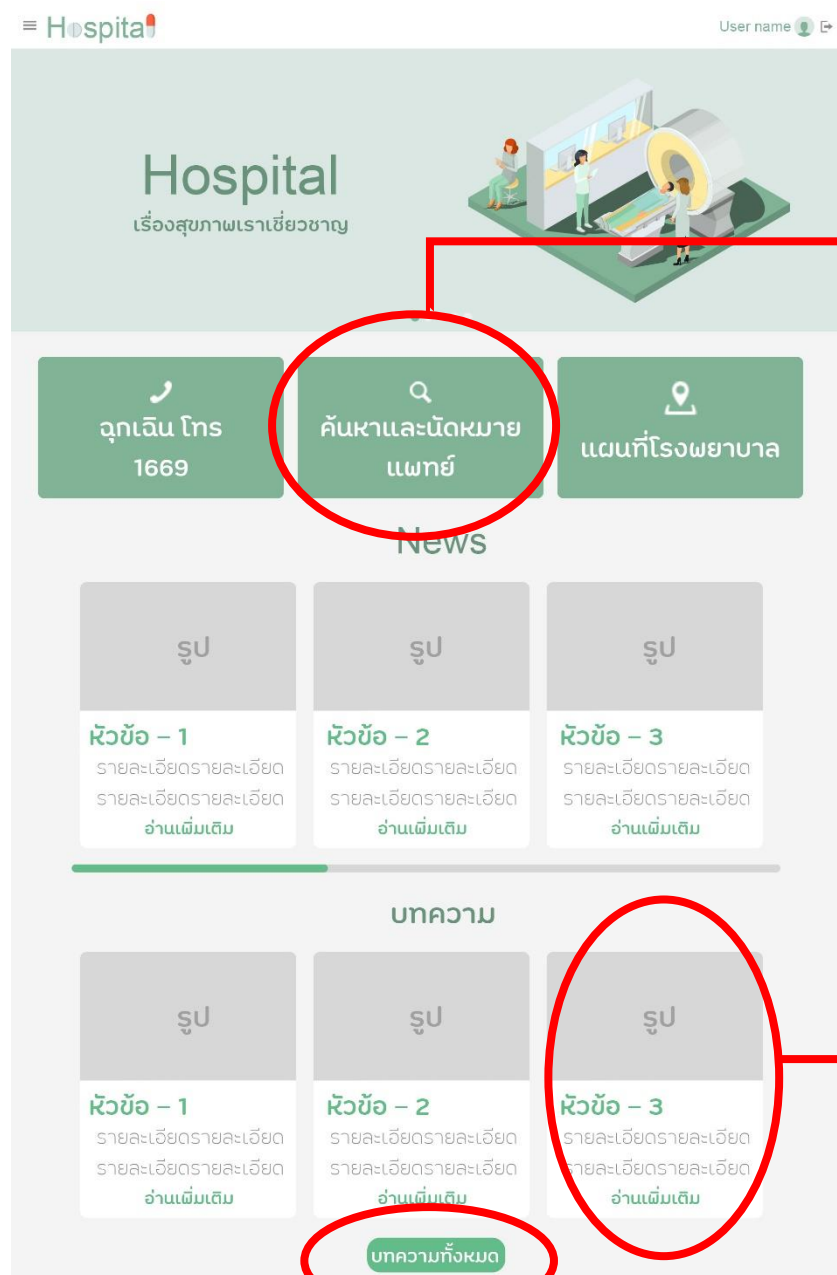 Hospital
User name
Hospital
เรื่องสุขภาพเราเชี่ยวชาญ
ฉุกเฉิน โทร
1669
ค้นหาและนัดหมาย
แพทย์
แผนที่โรงพยาบาล
News
รูป
รูป
รูป
หัวข้อ – 1
รายละเอียดรายละเอียด
รายละเอียดรายละเอียด
อ่านเพิ่มเติม
หัวข้อ – 2
รายละเอียดรายละเอียด
รายละเอียดรายละเอียด
อ่านเพิ่มเติม
หัวข้อ – 3
รายละเอียดรายละเอียด
รายละเอียดรายละเอียด
อ่านเพิ่มเติม
บทความ
รูป
รูป
รูป
หัวข้อ – 1
รายละเอียดรายละเอียด
รายละเอียดรายละเอียด
อ่านเพิ่มเติม
หัวข้อ – 2
รายละเอียดรายละเอียด
รายละเอียดรายละเอียด
อ่านเพิ่มเติม
หัวข้อ – 3
รายละเอียดรายละเอียด
รายละเอียดรายละเอียด
อ่านเพิ่มเติม
บทความทั้งหมด